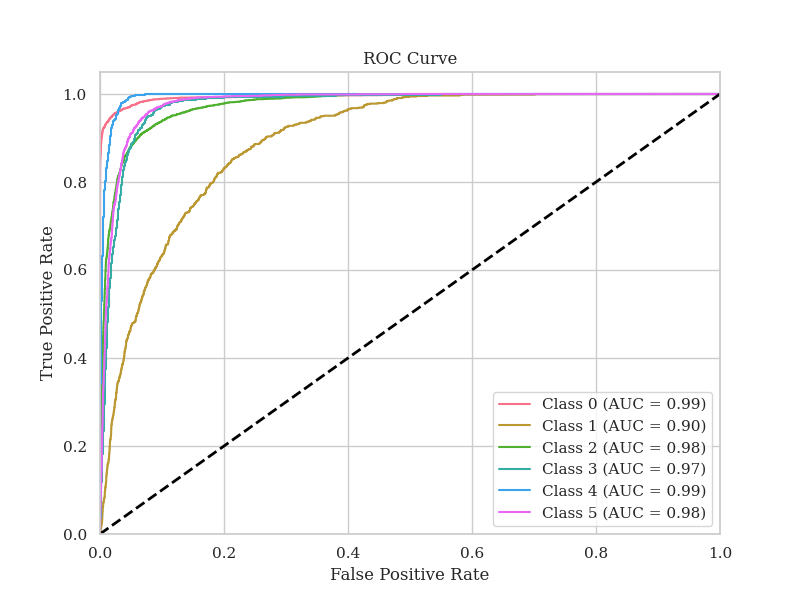 ROC Curve
True Positive Rate
1.0
0.8
0.6
0.4
0.2
0.0
Class 0 (AUC = 0.99)
Class 1 (AUC = 0.90)
Class 2 (AUC = 0.98)
Class 3 (AUC = 0.97)
Class 4 (AUC = 0.99)
Class 5 (AUC = 0.98)
0.0 0.2 0.4 0.6 0.8 1.0
False Positive Rate